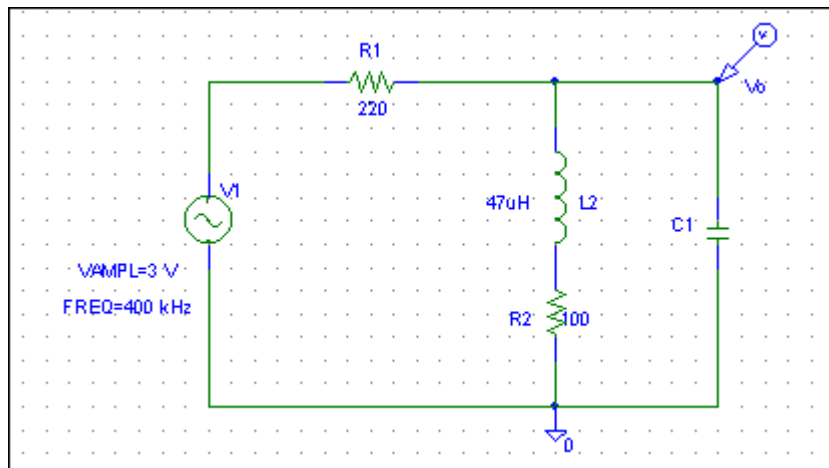 R1
220
V
Vo
V1
47uH L2
C1
VAMPL=3 V
FREQ=400 kHz
R2 100
0